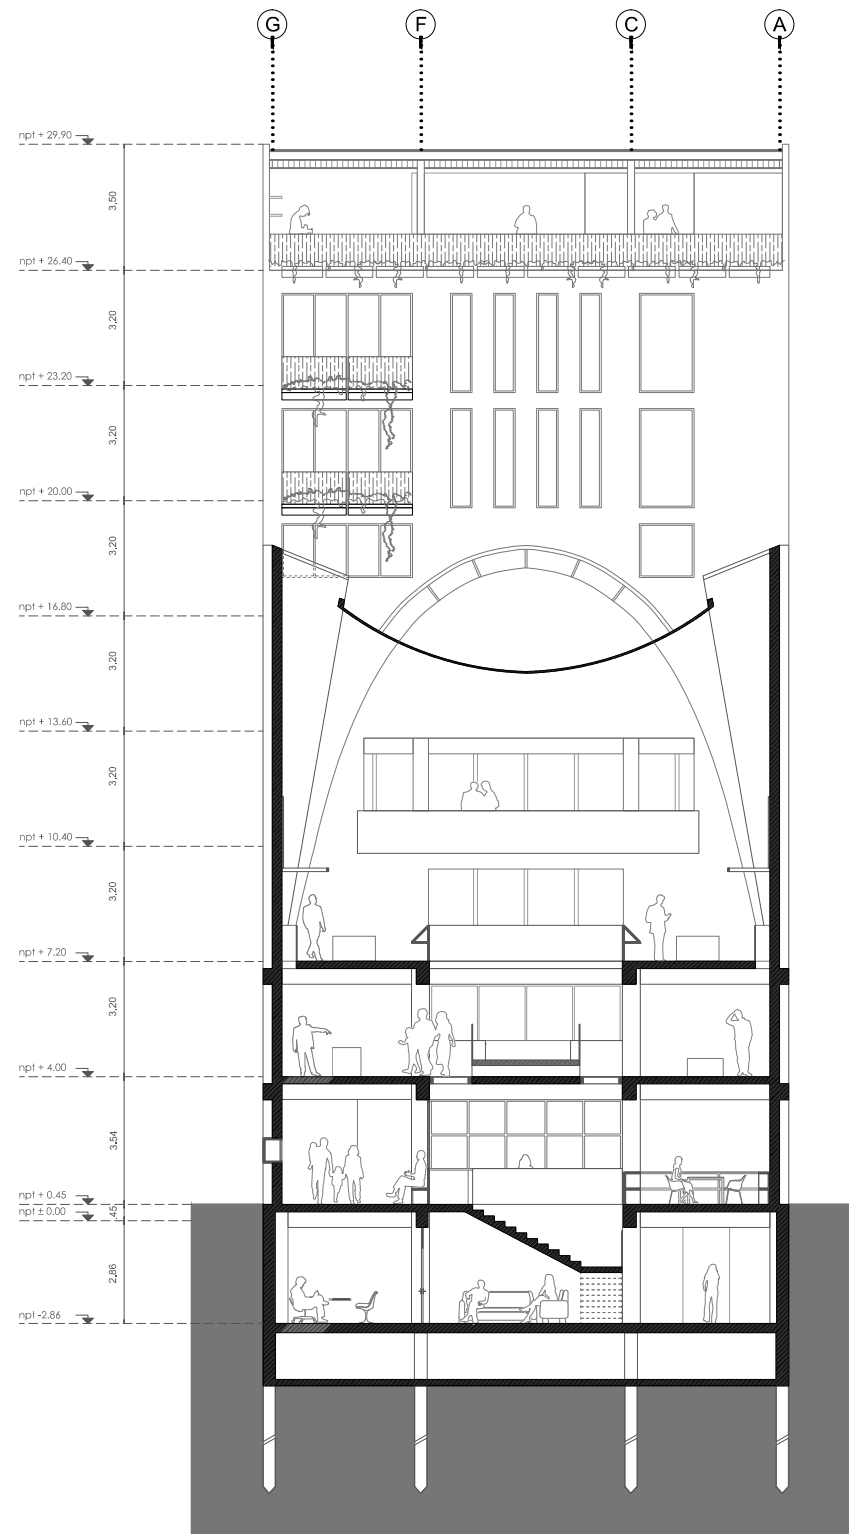 G F C A
npt + 29.90
3.50
npt + 26.40
3.20
npt + 23.20
3.20
npt + 20.00
3.20
npt + 16.80
3.20
npt + 13.60
3.20
npt + 10.40
3.20
npt + 7.20
3.20
npt + 4.00
3.54
npt + 0.45
.45
npt ± 0.00
2.86
npt -2.86